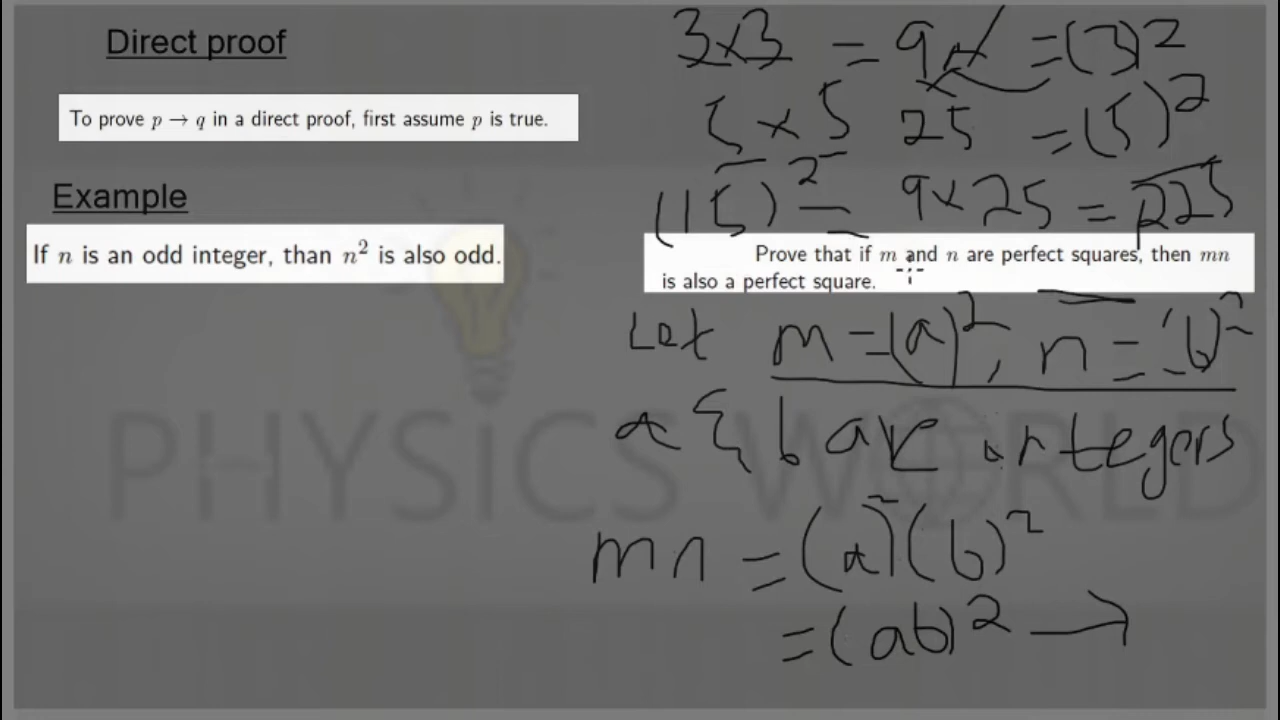 Direct proof
To prove p → q in a direct proof, first assume p is true.
Example
If n is an odd integer, than n² is also odd.
3×3 = 9 = (3)²
5 × 5 25 = (5)²
(15)² = 9×25 = 225
Prove that if m and n are perfect squares, then mn
is also a perfect square.
Let m = (a)², n = (b)²
a & b are integers
mn = (a)²(b)²
= (ab)² →
PHYSiCS WORLD